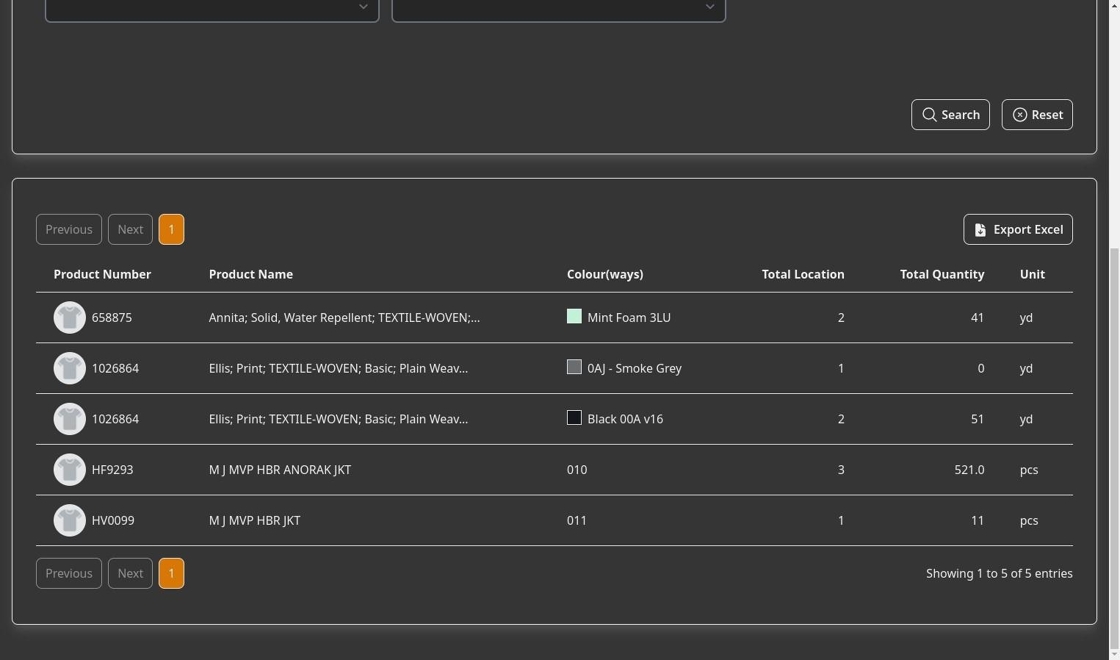 Search Reset
Previous Next 1 Export Excel
Product Number Product Name Colour(ways) Total Location Total Quantity Unit
658875 Annita; Solid, Water Repellent; TEXTILE-WOVEN;... Mint Foam 3LU 2 41 yd
1026864 Ellis; Print; TEXTILE-WOVEN; Basic; Plain Weav... 0AJ - Smoke Grey 1 0 yd
1026864 Ellis; Print; TEXTILE-WOVEN; Basic; Plain Weav... Black 00A v16 2 51 yd
HF9293 M J MVP HBR ANORAK JKT 010 3 521.0 pcs
HV0099 M J MVP HBR JKT 011 1 11 pcs
Previous Next 1 Showing 1 to 5 of 5 entries